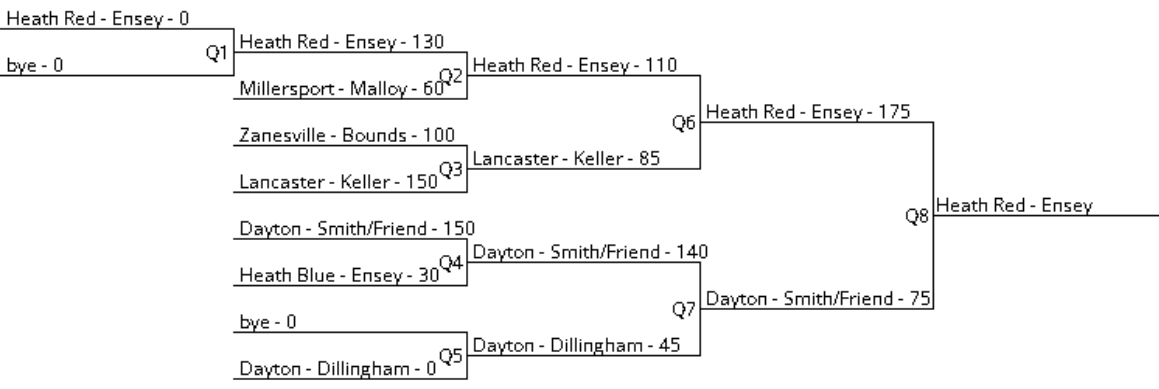 Heath Red - Ensey - 0
bye - 0
Q1
Heath Red - Ensey - 130
Millersport - Malloy - 60
Q2
Zanesville - Bounds - 100
Lancaster - Keller - 150
Q3
Dayton - Smith/Friend - 150
Heath Blue - Ensey - 30
Q4
bye - 0
Dayton - Dillingham - 0
Q5
Heath Red - Ensey - 110
Lancaster - Keller - 85
Q6
Dayton - Smith/Friend - 140
Dayton - Dillingham - 45
Q7
Heath Red - Ensey - 175
Dayton - Smith/Friend - 75
Q8
Heath Red - Ensey